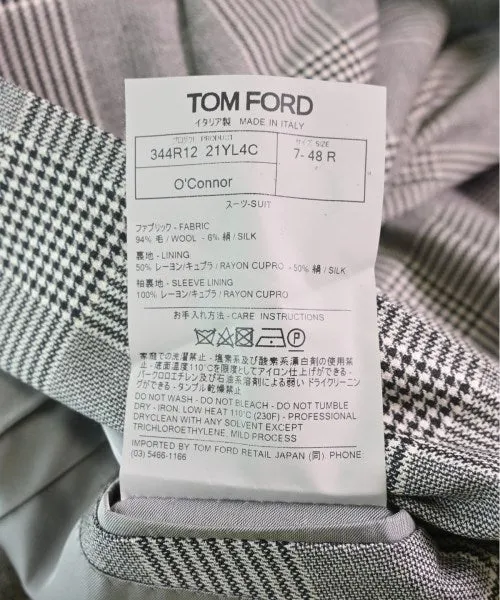 TOM FORD
イタリア製 MADE IN ITALY
プロダクト PRODUCT
サイズ SIZE
344R12 21YL4C
7- 48 R
O'Connor
スーツ-SUIT
ファブリック - FABRIC
94% 毛 / WOOL - 6% 絹 / SILK
裏地 - LINING
50% レーヨン/キュプラ / RAYON CUPRO - 50% 絹 / SILK
袖裏地 - SLEEVE LINING
100% レーヨン/キュプラ / RAYON CUPRO
お手入れ方法 - CARE INSTRUCTIONS
P
家庭での洗濯禁止 - 塩素系及び酸素系漂白剤の使用禁
止 - 底面温度110℃を限度としてアイロン仕上げができる -
パークロロエチレン及び石油系溶剤による弱い ドライクリーニン
グができる - タンブル乾燥禁止
DO NOT WASH - DO NOT BLEACH - DO NOT TUMBLE
DRY - IRON, LOW HEAT 110°C (230F) - PROFESSIONAL
DRYCLEAN WITH ANY SOLVENT EXCEPT
TRICHLOROETHYLENE, MILD PROCESS
IMPORTED BY TOM FORD RETAIL JAPAN (同) PHONE
(03) 5466-1166